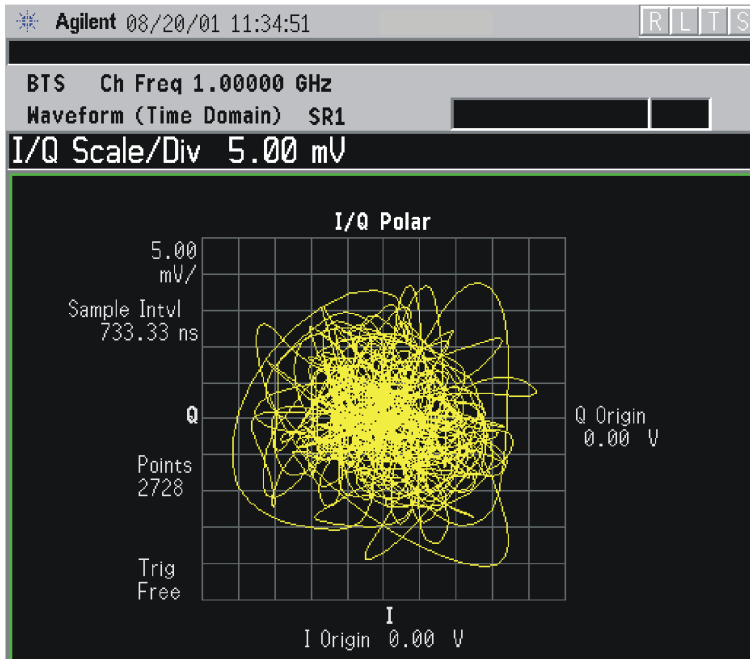 Agilent 08/20/01 11:34:51 R L T S
BTS Ch Freq 1.00000 GHz
Waveform (Time Domain) SR1
I/Q Scale/Div 5.00 mV
I/Q Polar
5.00
mV/
Sample Intvl
733.33 ns
Q
Q Origin
0.00 V
Points
2728
Trig
Free
I
I Origin 0.00 V